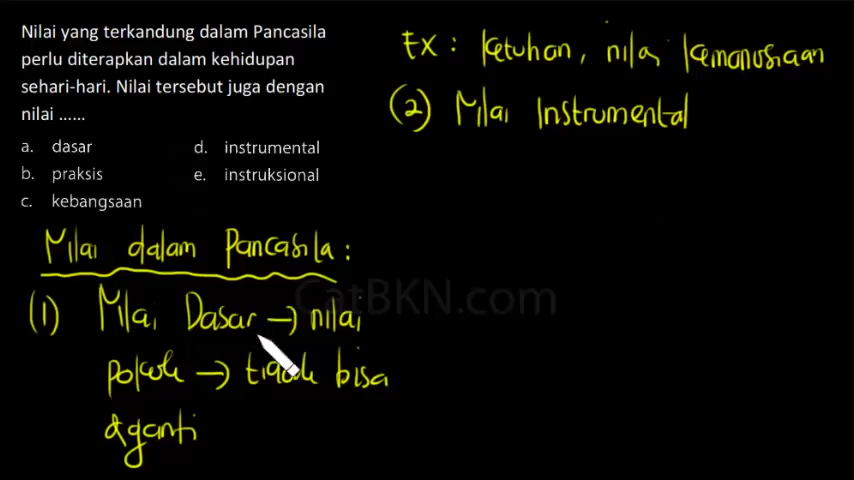 Nilai yang terkandung dalam Pancasila
perlu diterapkan dalam kehidupan
sehari-hari. Nilai tersebut juga dengan
nilai ......
a. dasar
b. praksis
c. kebangsaan
d. instrumental
e. instruksional
Nilai dalam Pancasila :
(1) Nilai Dasar → nilai
pokok → tidak bisa
diganti
Ex : Ketuhan, nilai kemanusiaan
(2) Nilai Instrumental
CatBKN.com